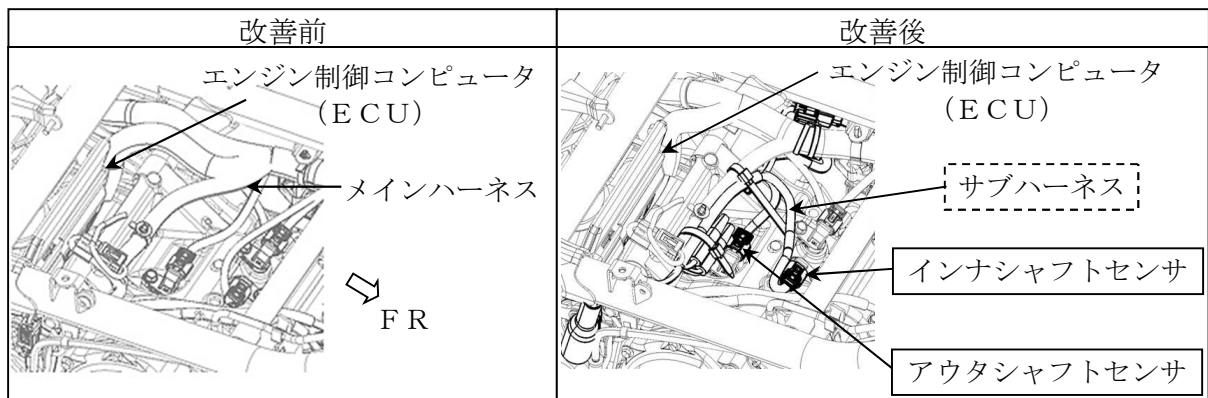 改善前
エンジン制御コンピュータ
（ＥＣＵ）
メインハーネス
ＦＲ
改善後
エンジン制御コンピュータ
（ＥＣＵ）
サブハーネス
インナシャフトセンサ
アウタシャフトセンサ